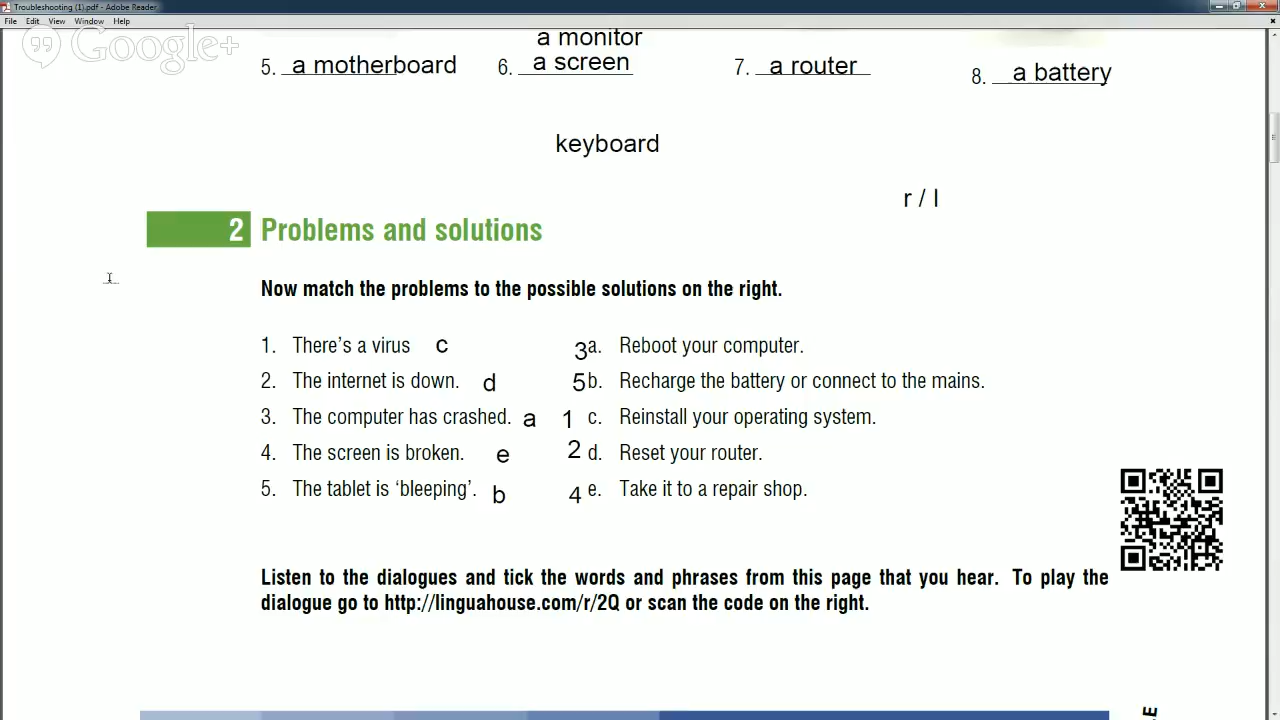 Troubleshooting (1).pdf - Adobe Reader
File Edit View Window Help
Google+
a monitor
5. a motherboard 6. a screen 7. a router 8. a battery
keyboard
r / l
2 Problems and solutions
Now match the problems to the possible solutions on the right.
1. There's a virus c 3 a. Reboot your computer.
2. The internet is down. d 5 b. Recharge the battery or connect to the mains.
3. The computer has crashed. a 1 c. Reinstall your operating system.
4. The screen is broken. e 2 d. Reset your router.
5. The tablet is 'bleeping'. b 4 e. Take it to a repair shop.
Listen to the dialogues and tick the words and phrases from this page that you hear. To play the
dialogue go to http://linguahouse.com/r/2Q or scan the code on the right.
LE